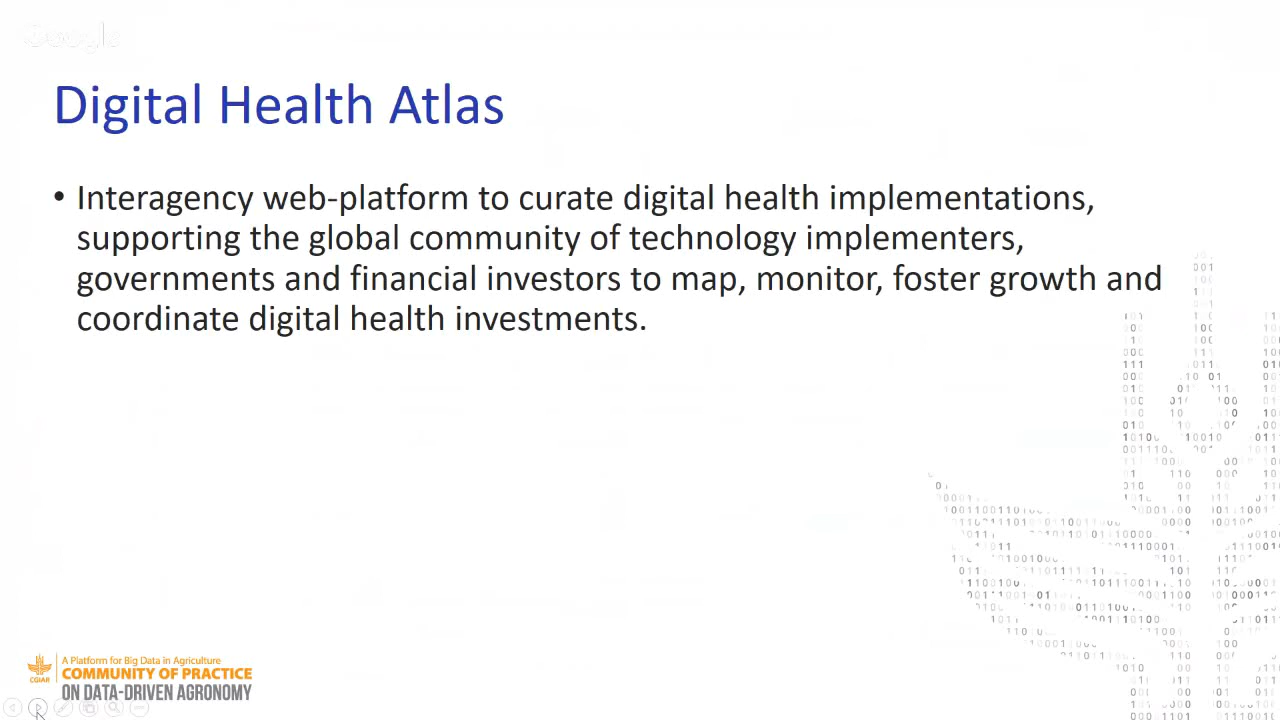 Google
Digital Health Atlas
• Interagency web-platform to curate digital health implementations,
supporting the global community of technology implementers,
governments and financial investors to map, monitor, foster growth and
coordinate digital health investments.
A Platform for Big Data in Agriculture
COMMUNITY OF PRACTICE
CGIAR
ON DATA-DRIVEN AGRONOMY